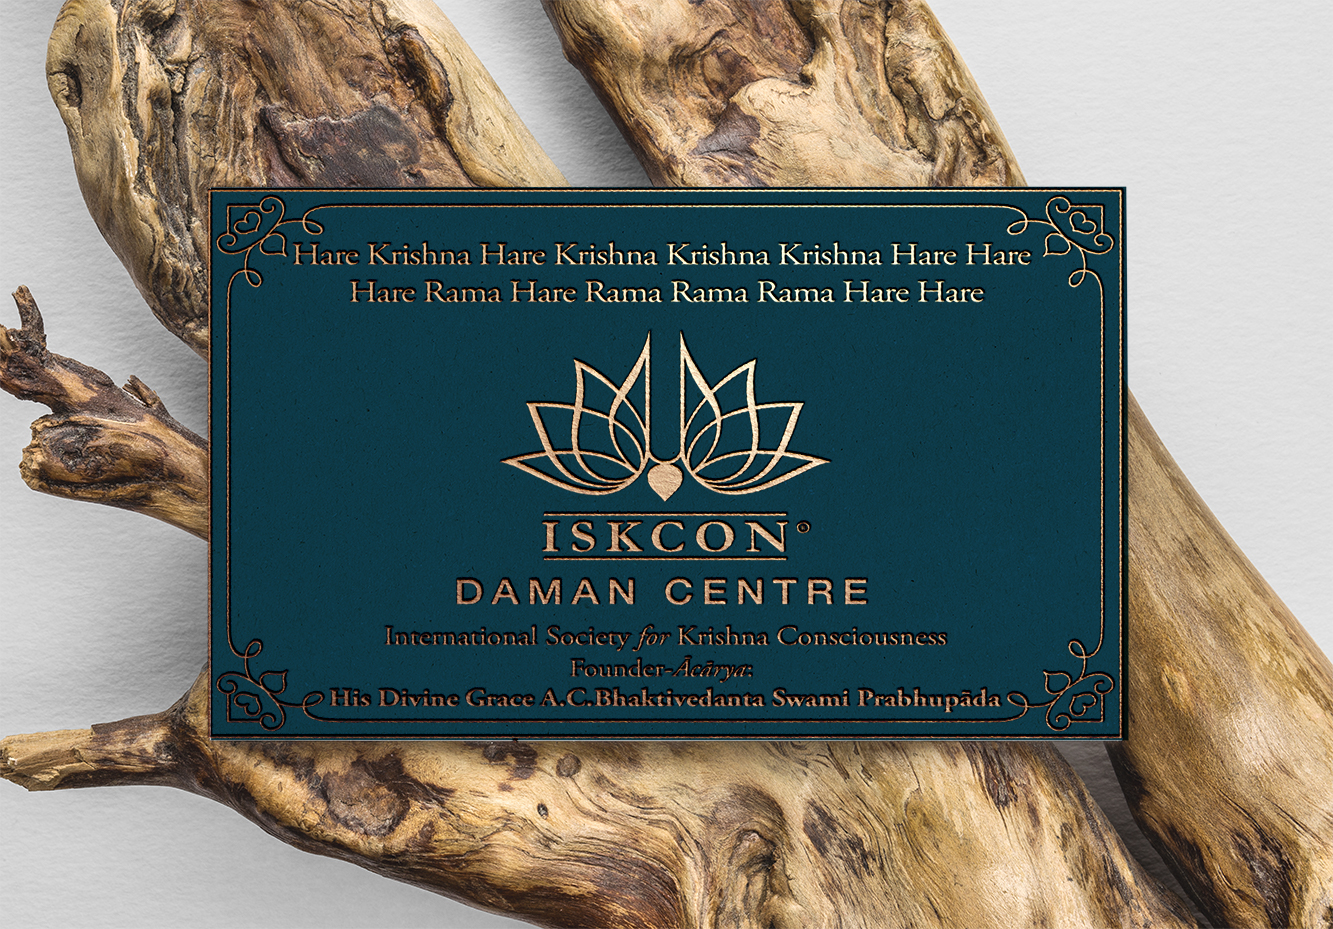 Hare Krishna Hare Krishna Krishna Krishna Hare Hare
Hare Rama Hare Rama Rama Rama Hare Hare
ISKCON®
DAMAN CENTRE
International Society for Krishna Consciousness
Founder-Ācārya:
His Divine Grace A.C.Bhaktivedanta Swami Prabhupāda